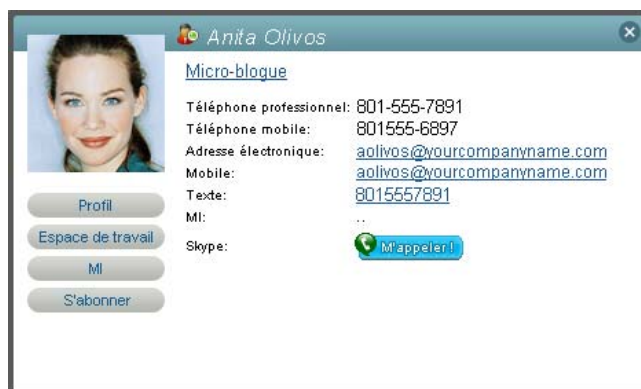 Anita Olivos
Micro-blogue
Téléphone professionnel: 801-555-7891
Téléphone mobile: 801555-6897
Adresse électronique: aolivos@yourcompanyname.com
Mobile: aolivos@yourcompanyname.com
Texte: 8015557891
MI: ..
Skype: M'appeler!
Profil
Espace de travail
MI
S'abonner